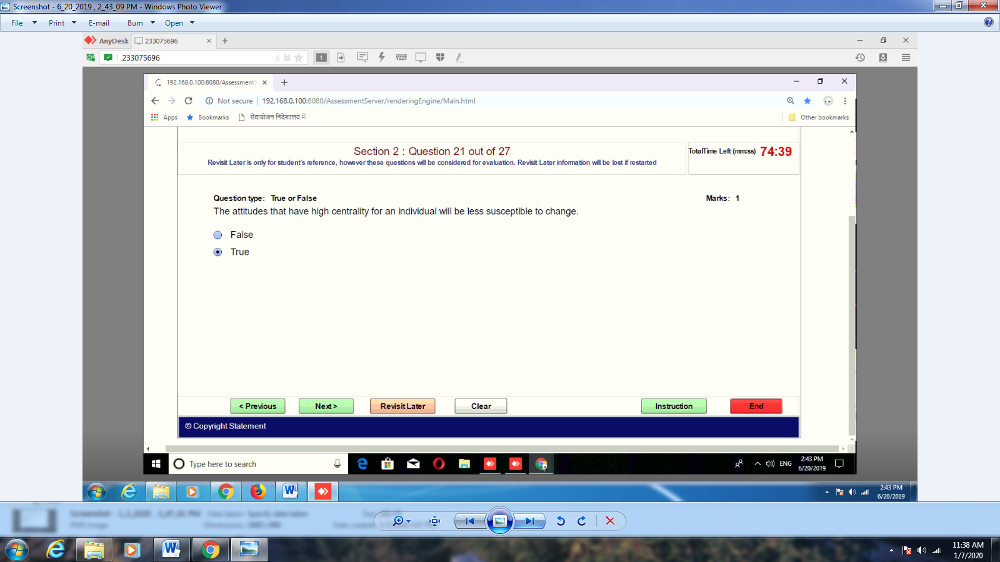 Screenshot - 6_20_2019 , 2_43_09 PM - Windows Photo Viewer
File Print E-mail Burn Open
AnyDesk 233075696
233075696 1
192.168.0.100:8080/AssessmentS
Not secure 192.168.0.100:8080/AssessmentServer/renderingEngine/Main.html
Apps Bookmarks सेवायोजन निदेशालय में Other bookmarks
Section 2 : Question 21 out of 27
TotalTime Left (mm:ss) 74:39
Revisit Later is only for student's reference, however these questions will be considered for evaluation. Revisit Later information will be lost if restarted
Question type: True or False Marks: 1
The attitudes that have high centrality for an individual will be less susceptible to change.
False
True
< Previous Next > Revisit Later Clear Instruction End
© Copyright Statement
Type here to search ENG 2:43 PM
6/20/2019
2:43 PM
6/20/2019
11:38 AM
1/7/2020